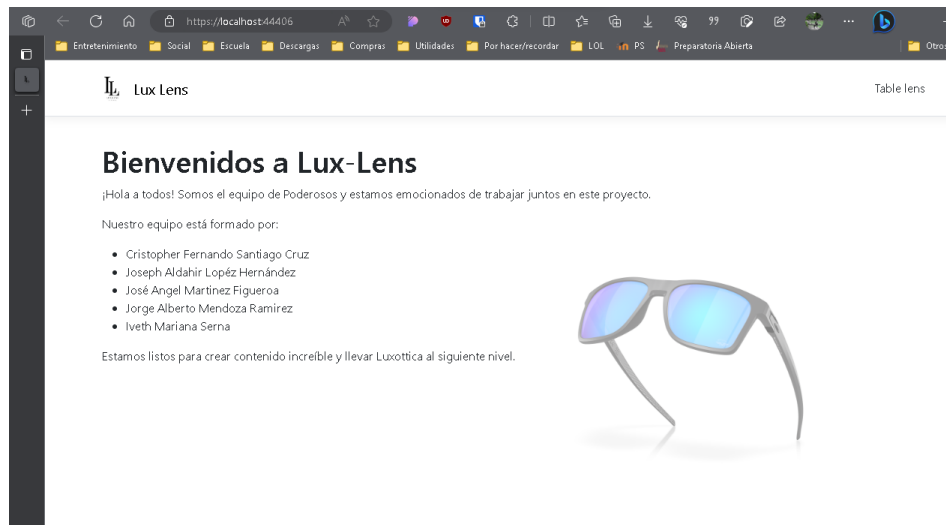 https://localhost:44406
Entretenimiento Social Escuela Descargas Compras Utilidades Por hacer/recordar LOL PS Preparatoria Abierta Otros
LL Lux Lens Table lens
Bienvenidos a Lux-Lens
¡Hola a todos! Somos el equipo de Poderosos y estamos emocionados de trabajar juntos en este proyecto.
Nuestro equipo está formado por:
Cristopher Fernando Santiago Cruz
Joseph Aldahir Lopéz Hernández
José Angel Martinez Figueroa
Jorge Alberto Mendoza Ramirez
Iveth Mariana Serna
Estamos listos para crear contenido increíble y llevar Luxottica al siguiente nivel.